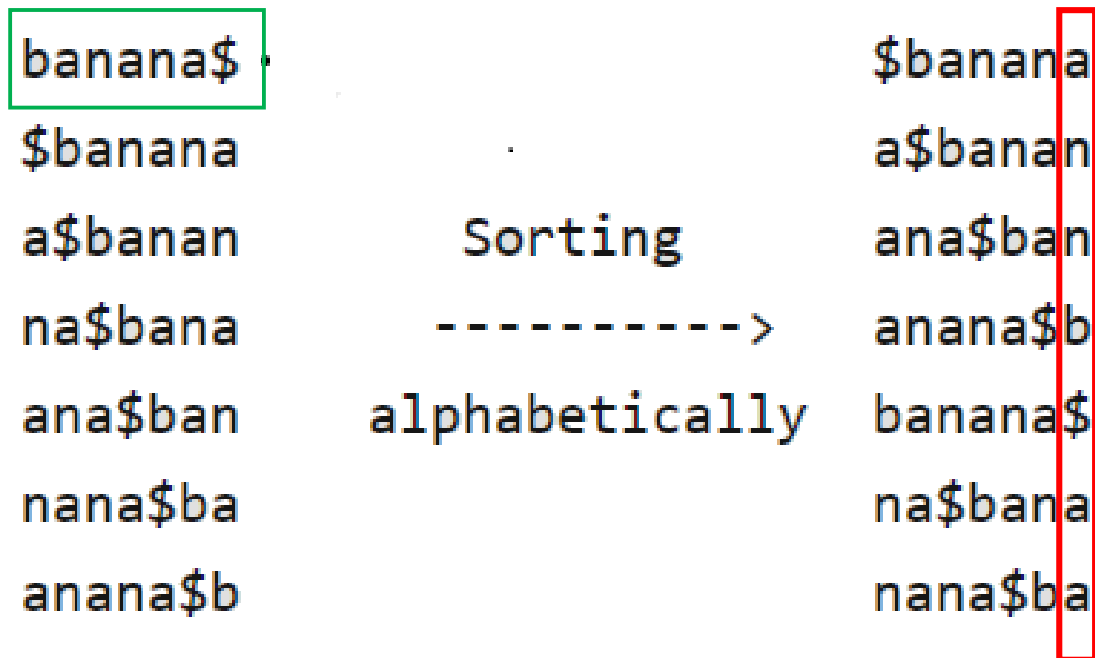 banana$ $banana
$banana a$banan
a$banan Sorting ana$ban
na$bana ----------> anana$b
ana$ban alphabetically banana$
nana$ba na$bana
anana$b nana$ba